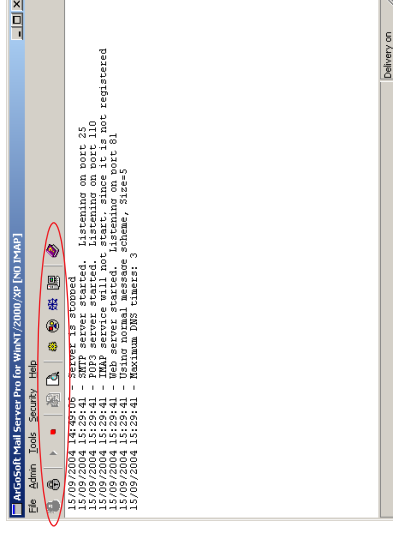 ArGoSoft Mail Server Pro for WinNT/2000/XP [NO IMAP]
File Admin Tools Security Help
15/09/2004 14:49:06 - Server is stopped
15/09/2004 15:29:41 - SMTP server started. Listening on port 25
15/09/2004 15:29:41 - POP3 server started. Listening on port 110
15/09/2004 15:29:41 - IMAP service will not start, since it is not registered
15/09/2004 15:29:41 - Web server started. Listening on port 81
15/09/2004 15:29:41 - Using normal message scheme, Size=5
15/09/2004 15:29:41 - Maximum DNS timers: 3
Delivery on